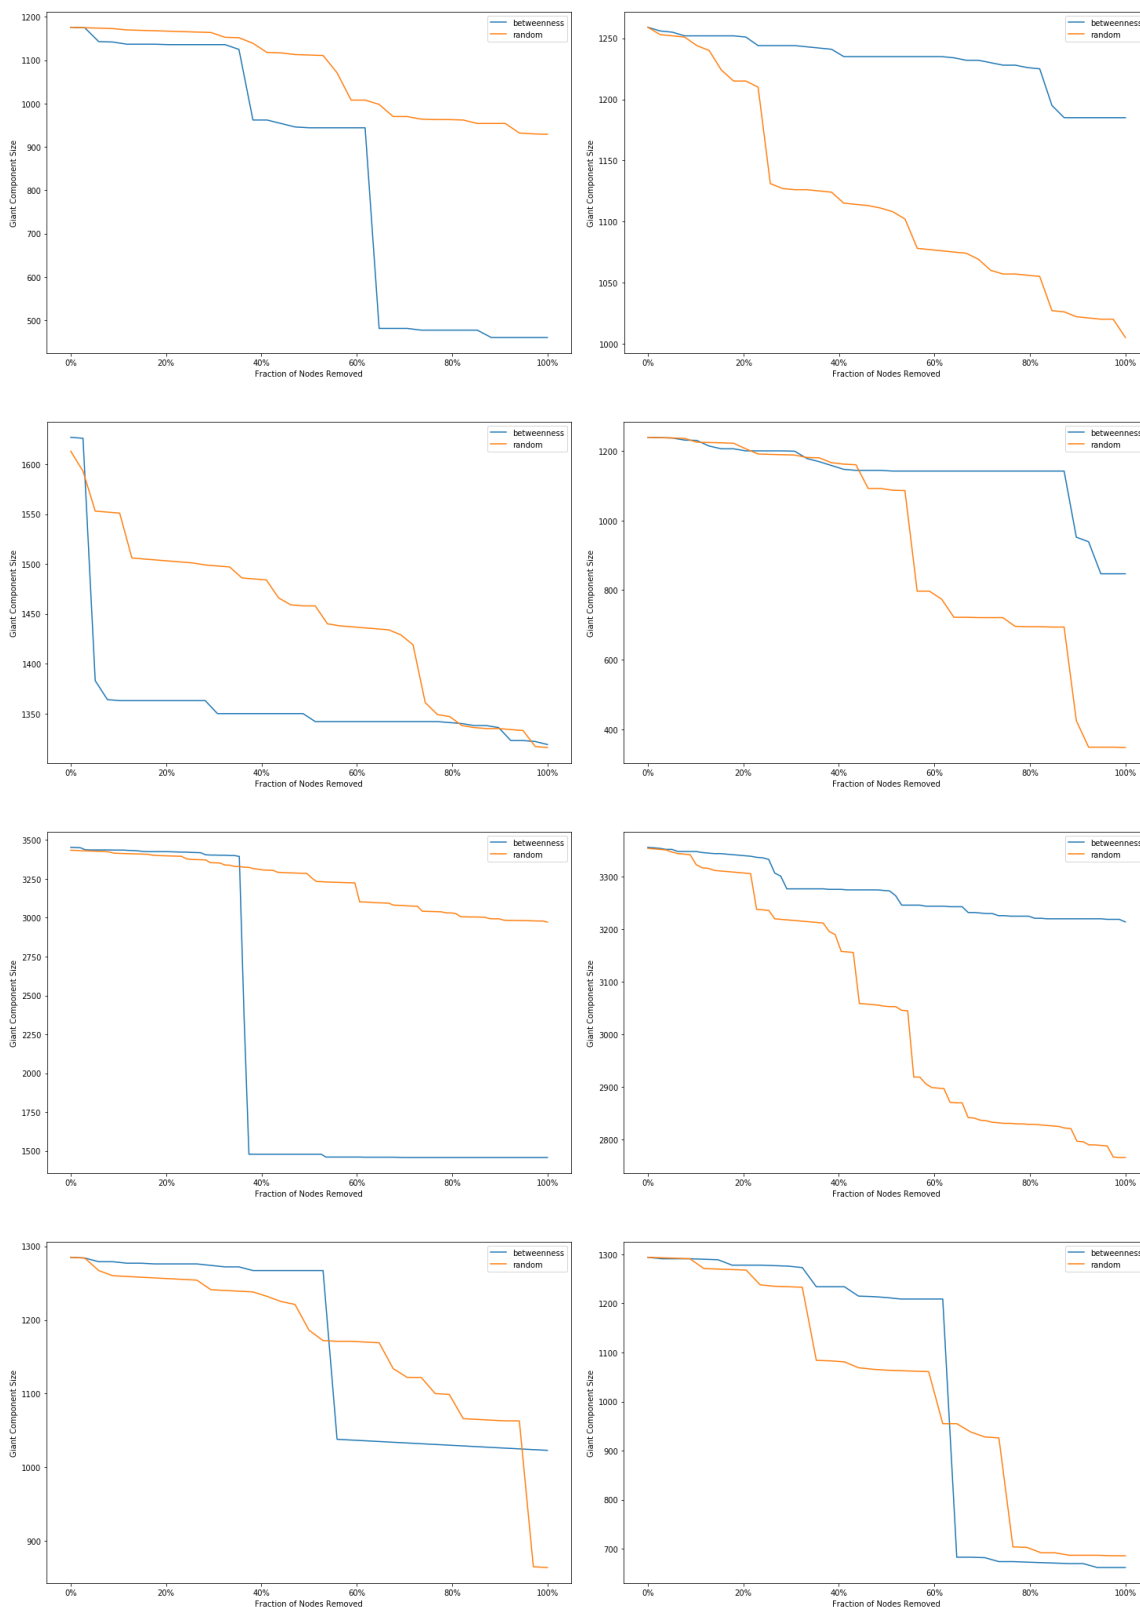 1200
1100
1000
900
800
700
600
500
Giant Component Size
0% 20% 40% 60% 80% 100%
Fraction of Nodes Removed
betweenness
random
1250
1200
1150
1100
1050
1000
Giant Component Size
0% 20% 40% 60% 80% 100%
Fraction of Nodes Removed
betweenness
random
1600
1550
1500
1450
1400
1350
Giant Component Size
0% 20% 40% 60% 80% 100%
Fraction of Nodes Removed
betweenness
random
1200
1000
800
600
400
Giant Component Size
0% 20% 40% 60% 80% 100%
Fraction of Nodes Removed
betweenness
random
3500
3250
3000
2750
2500
2250
2000
1750
1500
Giant Component Size
0% 20% 40% 60% 80% 100%
Fraction of Nodes Removed
betweenness
random
3300
3200
3100
3000
2900
2800
Giant Component Size
0% 20% 40% 60% 80% 100%
Fraction of Nodes Removed
betweenness
random
1300
1200
1100
1000
900
Giant Component Size
0% 20% 40% 60% 80% 100%
Fraction of Nodes Removed
betweenness
random
1300
1200
1100
1000
900
800
700
Giant Component Size
0% 20% 40% 60% 80% 100%
Fraction of Nodes Removed
betweenness
random